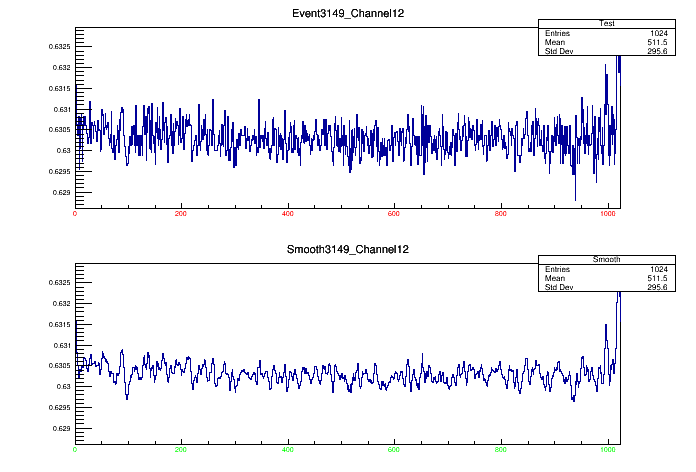 Event3149_Channel12
Test
Entries 1024
Mean 511.5
Std Dev 295.6
0.6325
0.632
0.6315
0.631
0.6305
0.63
0.6295
0.629
0 200 400 600 800 1000
Smooth3149_Channel12
Smooth
Entries 1024
Mean 511.5
Std Dev 295.6
0.6325
0.632
0.6315
0.631
0.6305
0.63
0.6295
0.629
0 200 400 600 800 1000